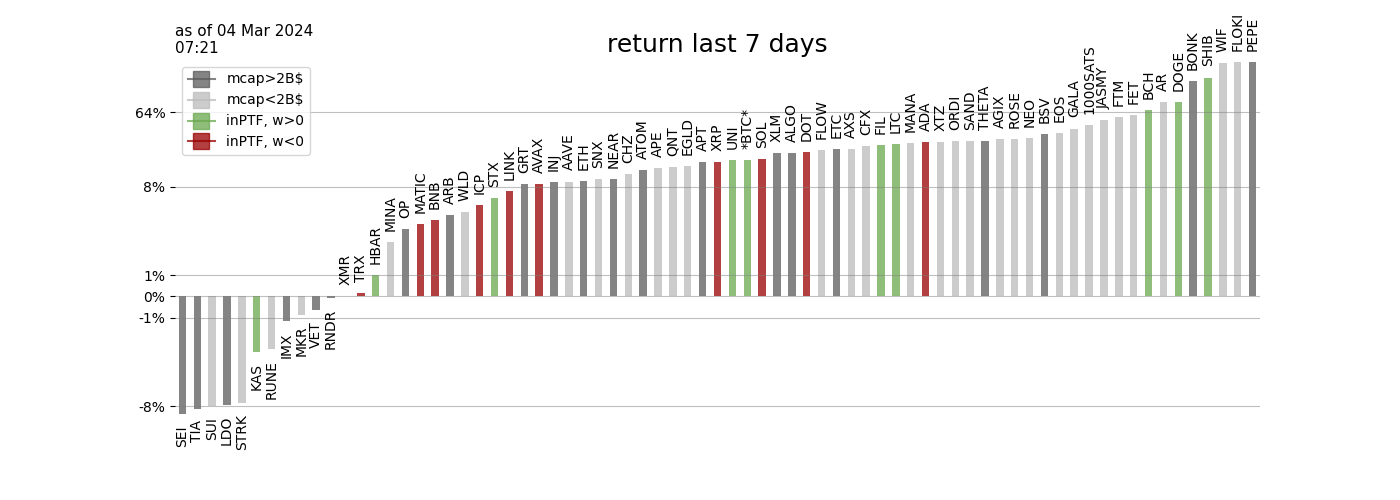 as of 04 Mar 2024
07:21
return last 7 days
mcap>2B$
mcap<2B$
inPTF, w>0
inPTF, w<0
64%
8%
1%
0%
-1%
-8%
SEI
TIA
SUI
LDO
STRK
KAS
RUNE
IMX
MKR
VET
RNDR
XMR
TRX
HBAR
MINA
OP
MATIC
BNB
ARB
WLD
ICP
STX
LINK
GRT
AVAX
INJ
AAVE
ETH
SNX
NEAR
CHZ
ATOM
APE
QNT
EGLD
APT
XRP
UNI
*BTC*
SOL
XLM
ALGO
DOT
FLOW
ETC
AXS
CFX
FIL
LTC
MANA
ADA
XTZ
ORDI
SAND
THETA
AGIX
ROSE
NEO
BSV
EOS
GALA
1000SATS
JASMY
FTM
FET
BCH
AR
DOGE
BONK
SHIB
WIF
FLOKI
PEPE